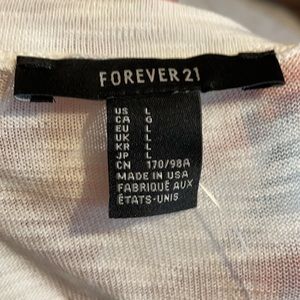 FOREVER 21
US L
CA G
EU L
UK L
KR L
JP L
CN 170/98A
MADE IN USA
FABRIQUÉ AUX
ÉTATS-UNIS